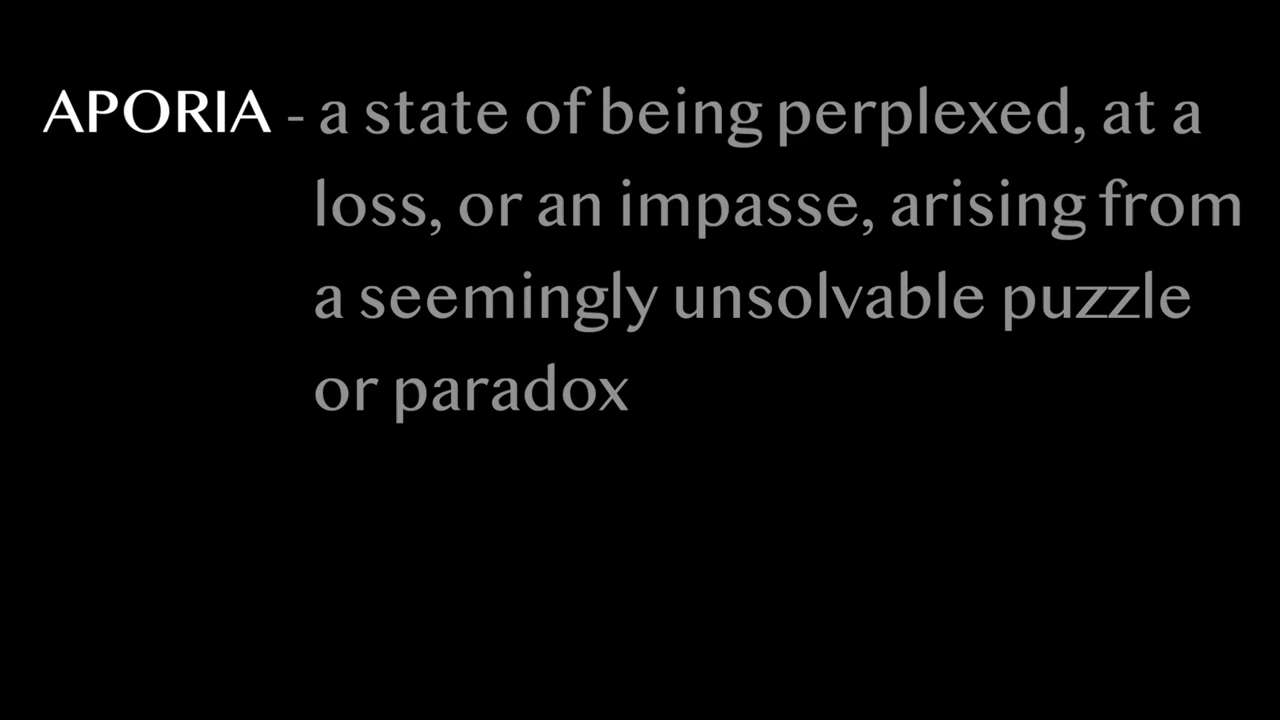 APORIA - a state of being perplexed, at a
loss, or an impasse, arising from
a seemingly unsolvable puzzle
or paradox